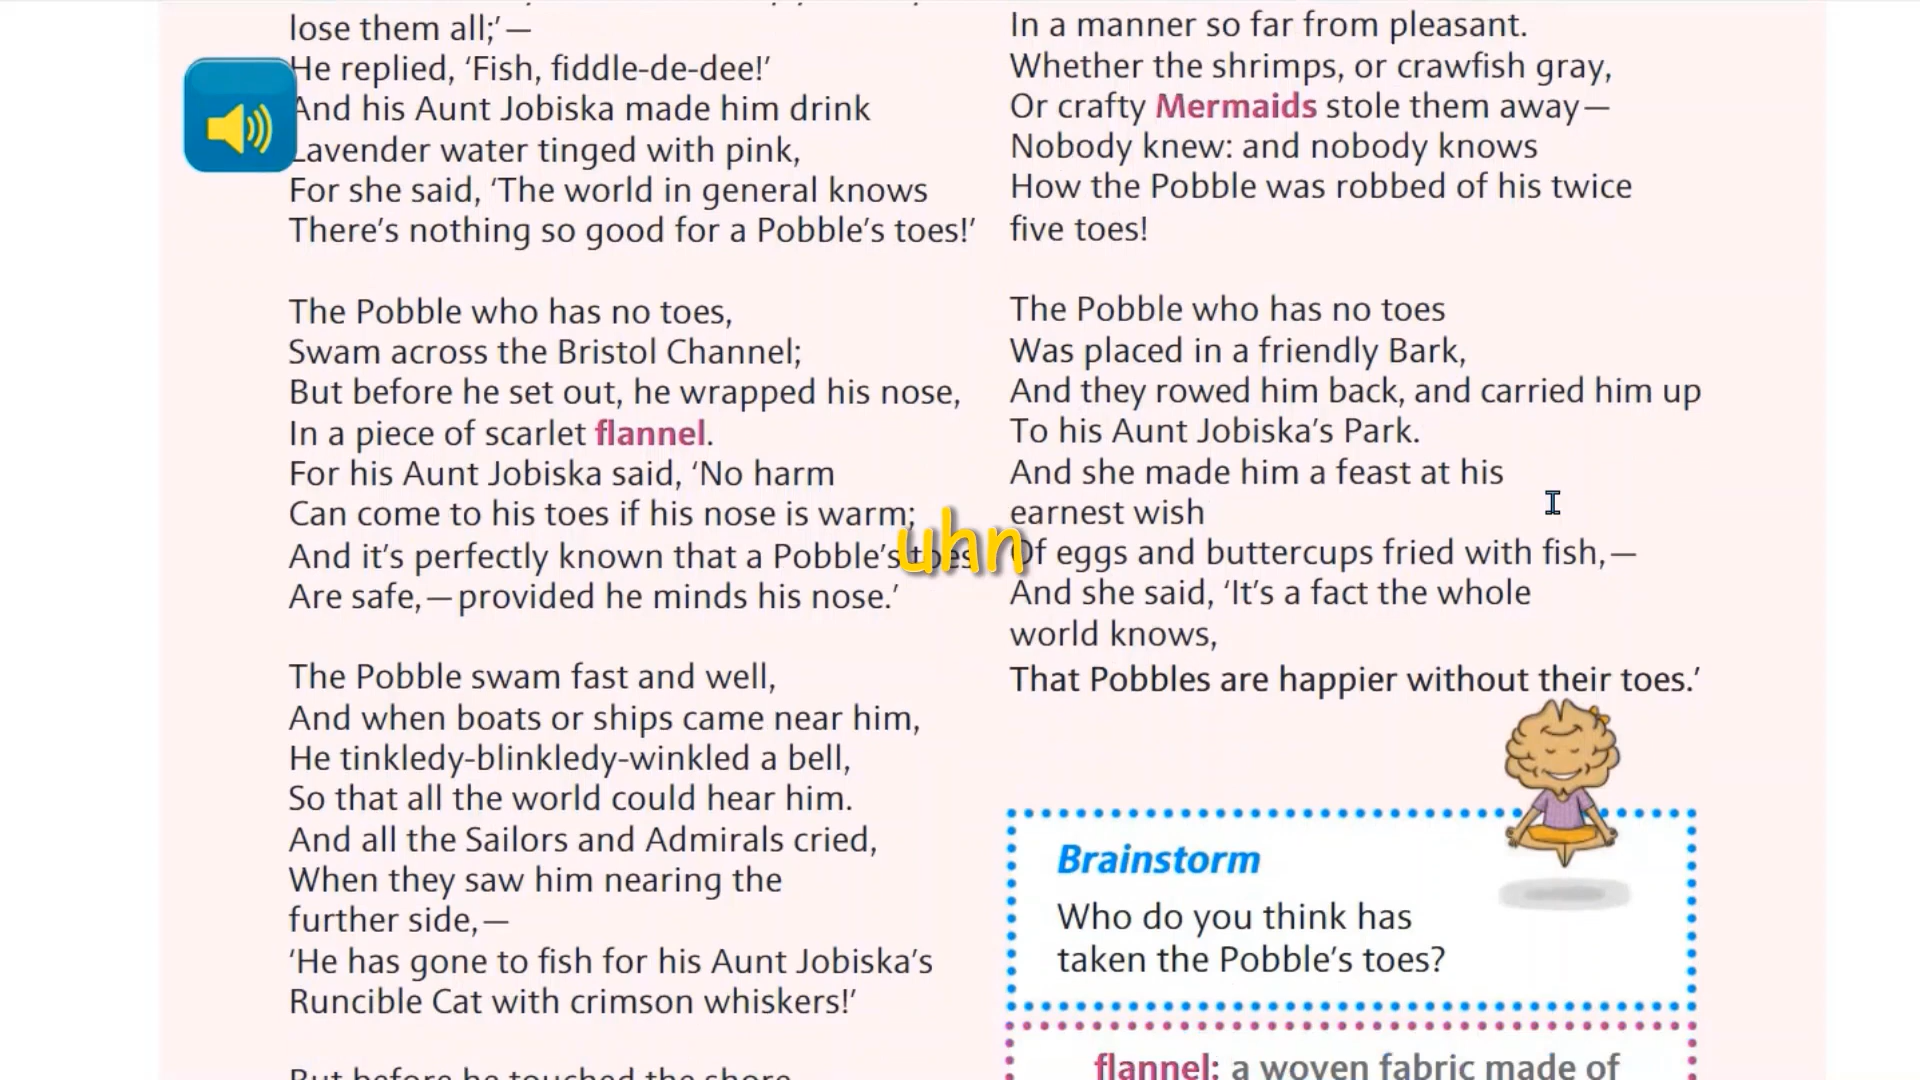 lose them all;’—
He replied, ‘Fish, fiddle-de-dee!’
And his Aunt Jobiska made him drink
Lavender water tinged with pink,
For she said, ‘The world in general knows
There’s nothing so good for a Pobble’s toes!’
The Pobble who has no toes,
Swam across the Bristol Channel;
But before he set out, he wrapped his nose,
In a piece of scarlet flannel.
For his Aunt Jobiska said, ‘No harm
Can come to his toes if his nose is warm;
And it’s perfectly known that a Pobble’s toes
Are safe,—provided he minds his nose.’
The Pobble swam fast and well,
And when boats or ships came near him,
He tinkledy-blinkledy-winkled a bell,
So that all the world could hear him.
And all the Sailors and Admirals cried,
When they saw him nearing the
further side,—
‘He has gone to fish for his Aunt Jobiska’s
Runcible Cat with crimson whiskers!’
But before he touched the shore
In a manner so far from pleasant.
Whether the shrimps, or crawfish gray,
Or crafty Mermaids stole them away—
Nobody knew: and nobody knows
How the Pobble was robbed of his twice
five toes!
The Pobble who has no toes
Was placed in a friendly Bark,
And they rowed him back, and carried him up
To his Aunt Jobiska’s Park.
And she made him a feast at his
earnest wish
Of eggs and buttercups fried with fish,—
And she said, ‘It’s a fact the whole
world knows,
That Pobbles are happier without their toes.’
uhn
Brainstorm
Who do you think has
taken the Pobble’s toes?
flannel: a woven fabric made of